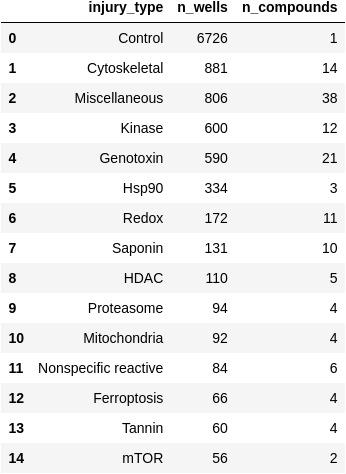 injury_type n_wells n_compounds
0 Control 6726 1
1 Cytoskeletal 881 14
2 Miscellaneous 806 38
3 Kinase 600 12
4 Genotoxin 590 21
5 Hsp90 334 3
6 Redox 172 11
7 Saponin 131 10
8 HDAC 110 5
9 Proteasome 94 4
10 Mitochondria 92 4
11 Nonspecific reactive 84 6
12 Ferroptosis 66 4
13 Tannin 60 4
14 mTOR 56 2